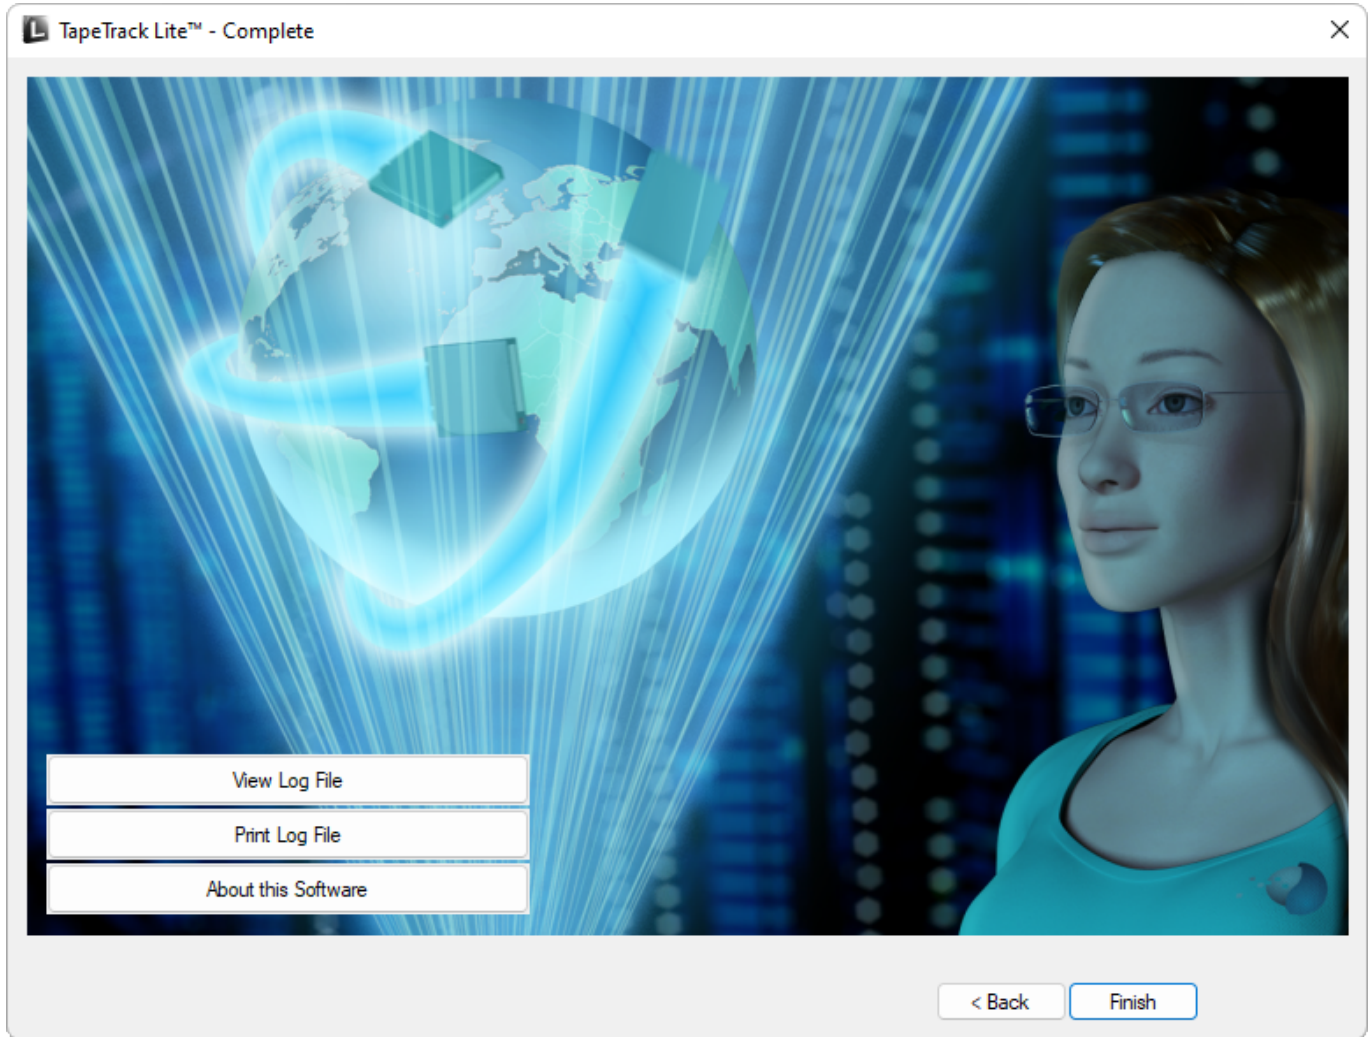 TapeTrack Lite™ - Complete
View Log File
Print Log File
About this Software
< Back
Finish